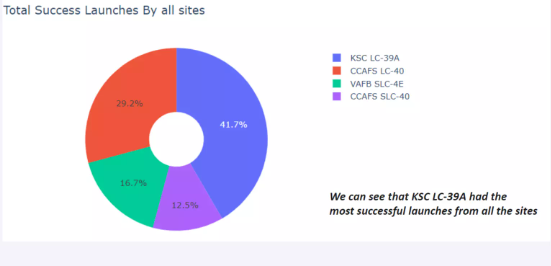 Total Success Launches By all sites
KSC LC-39A
CCAFS LC-40
VAFB SLC-4E
CCAFS SLC-40
29.2%
41.7%
16.7%
12.5%
We can see that KSC LC-39A had the
most successful launches from all the sites